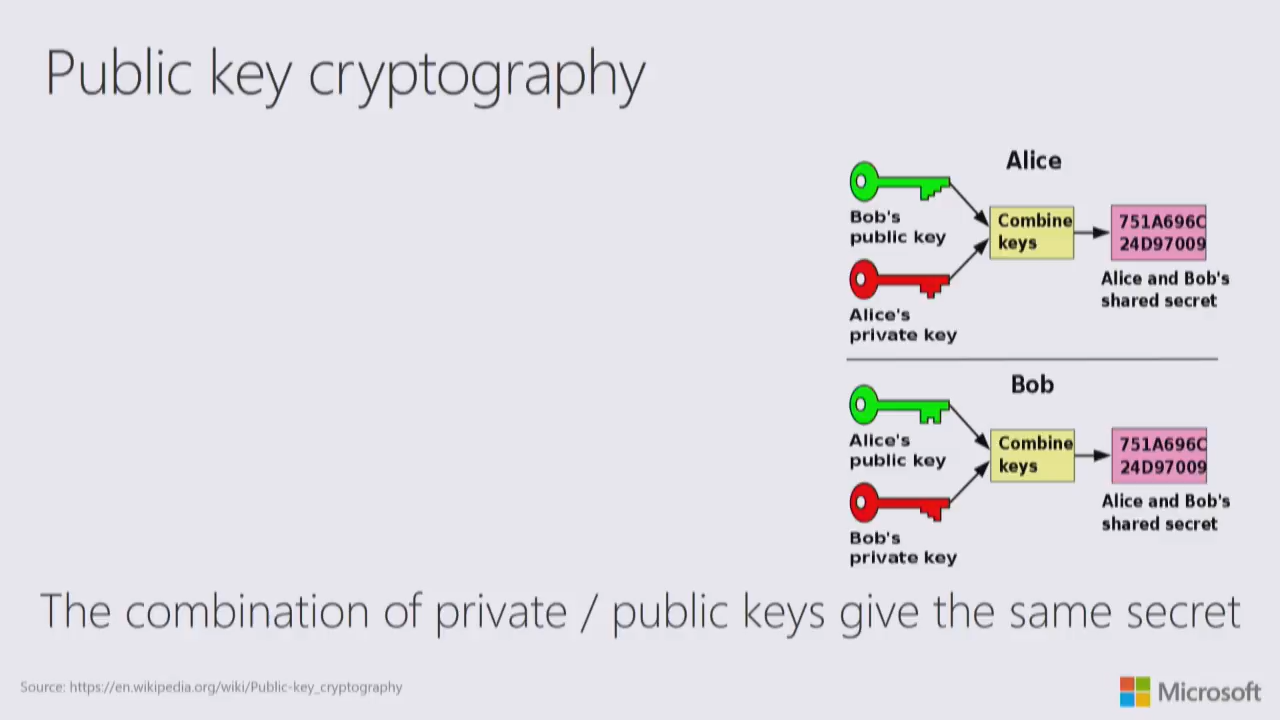 Public key cryptography
Alice
Bob's
public key
Alice's
private key
Combine
keys
751A696C
24D97009
Alice and Bob's
shared secret
Bob
Alice's
public key
Bob's
private key
Combine
keys
751A696C
24D97009
Alice and Bob's
shared secret
The combination of private / public keys give the same secret
Source: https://en.wikipedia.org/wiki/Public-key_cryptography
Microsoft